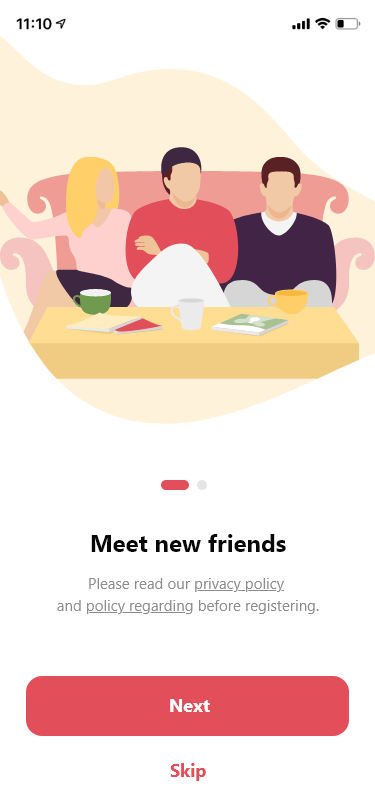 11:10
Meet new friends
Please read our privacy policy
and policy regarding before registering.
Next
Skip